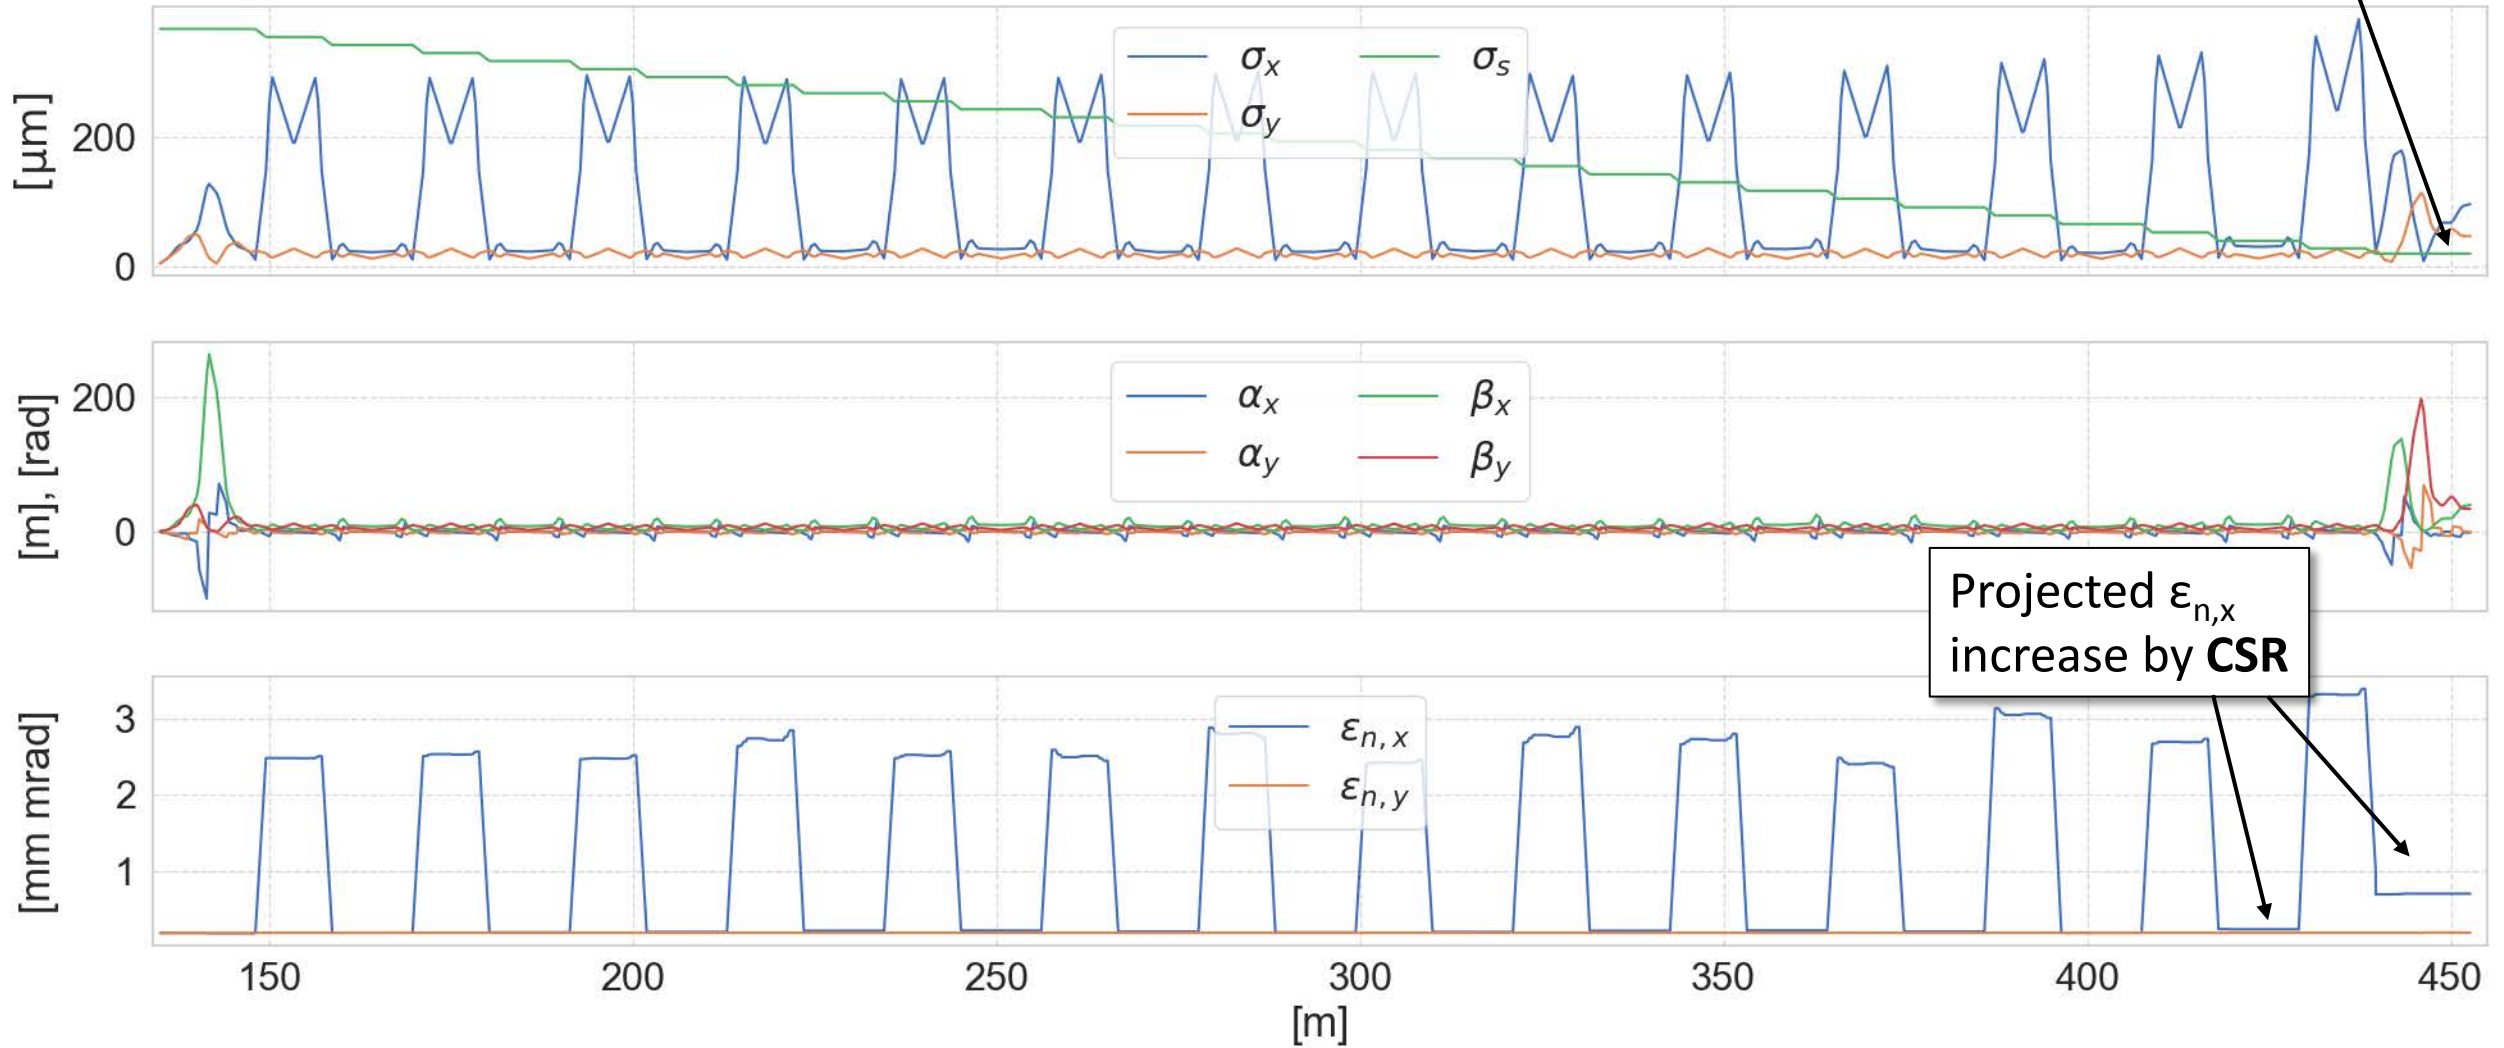 [µm]
200
0
σx σs
σy
[m], [rad]
200
0
αx βx
αy βy
Projected εn,x
increase by CSR
[mm mrad]
3
2
1
εn, x
εn, y
150 200 250 300 350 400 450
[m]